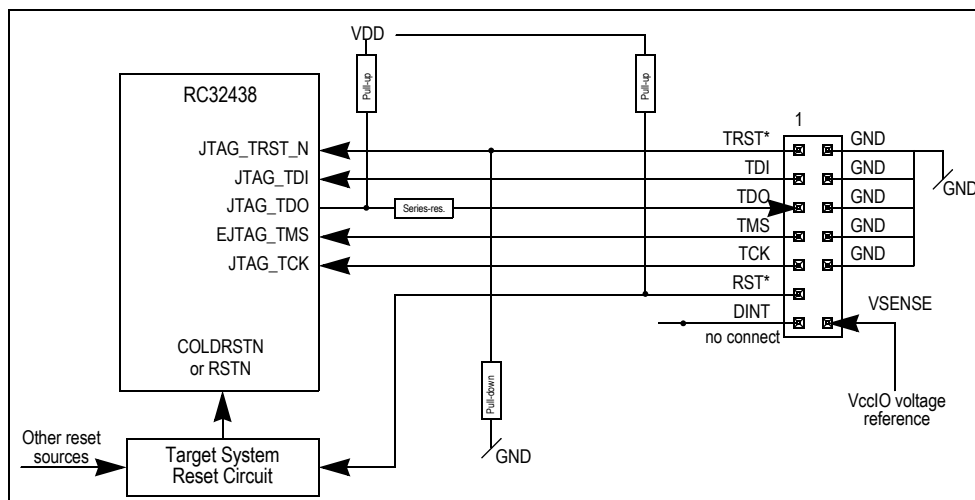 VDD
RC32438
Pull-up
Pull-up
1
JTAG_TRST_N
TRST*
GND
JTAG_TDI
TDI
GND
GND
JTAG_TDO
Series-res.
TDO
GND
EJTAG_TMS
TMS
GND
JTAG_TCK
TCK
GND
RST*
DINT
VSENSE
no connect
COLDRSTN
or RSTN
Pull-down
VccIO voltage
reference
Other reset
sources
Target System
Reset Circuit
GND